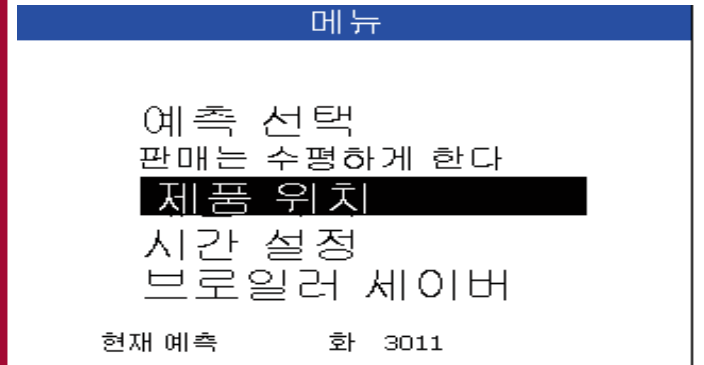 메뉴
예측 선택
판매는 수평하게 한다
제품 위치
시간 설정
브로일러 세이버
현재 예측 화 3011